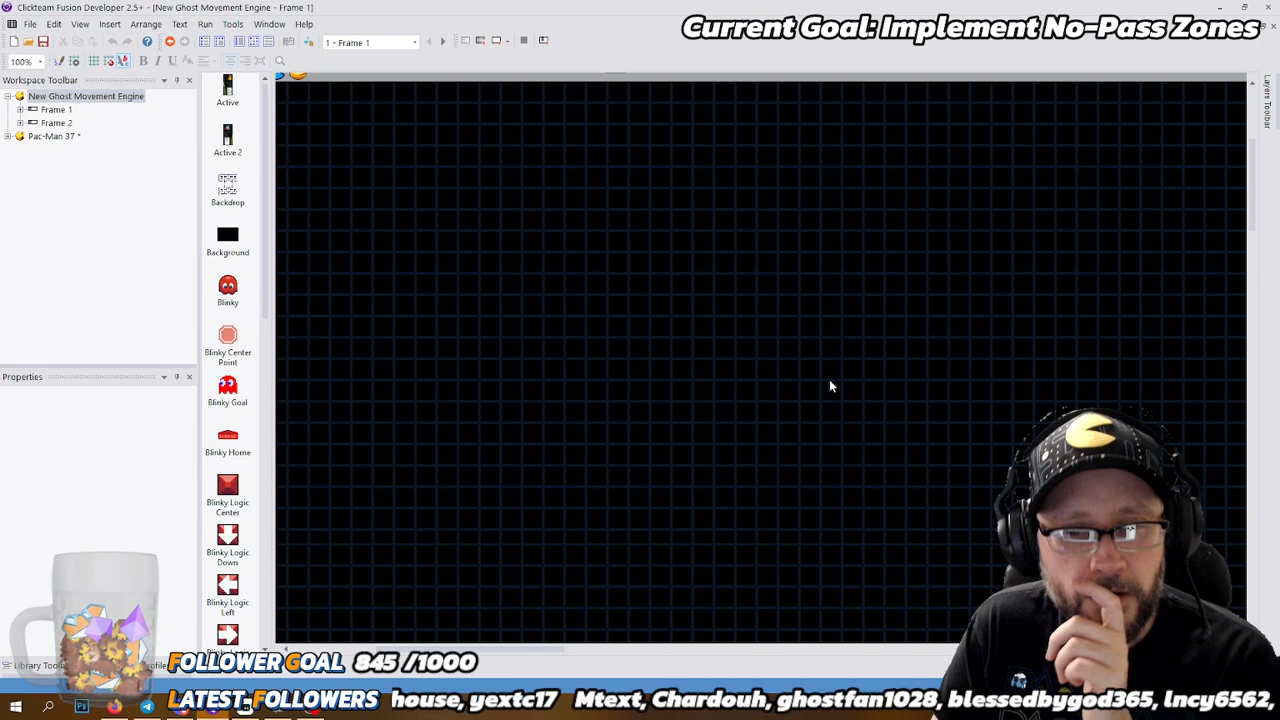 Clickteam Fusion Developer 2.5+ - [New Ghost Movement Engine - Frame 1]
Current Goal: Implement No-Pass Zones
File Edit View Insert Arrange Text Run Tools Window Help
1 - Frame 1
100%
B I U A
Workspace Toolbar
New Ghost Movement Engine
Frame 1
Frame 2
Pac-Man 37 *
Properties
Active
Active 2
Backdrop
Background
Blinky
Blinky Center
Point
Blinky Goal
Blinky Home
Blinky Logic
Center
Blinky Logic
Down
Blinky Logic
Left
Layers Toolbar
Library Toolb
Follower Goal 845 /1000
Latest Followers house, yextc17 Mtext, Chardouh, ghostfan1028, blessedbygod365, lncy6562,